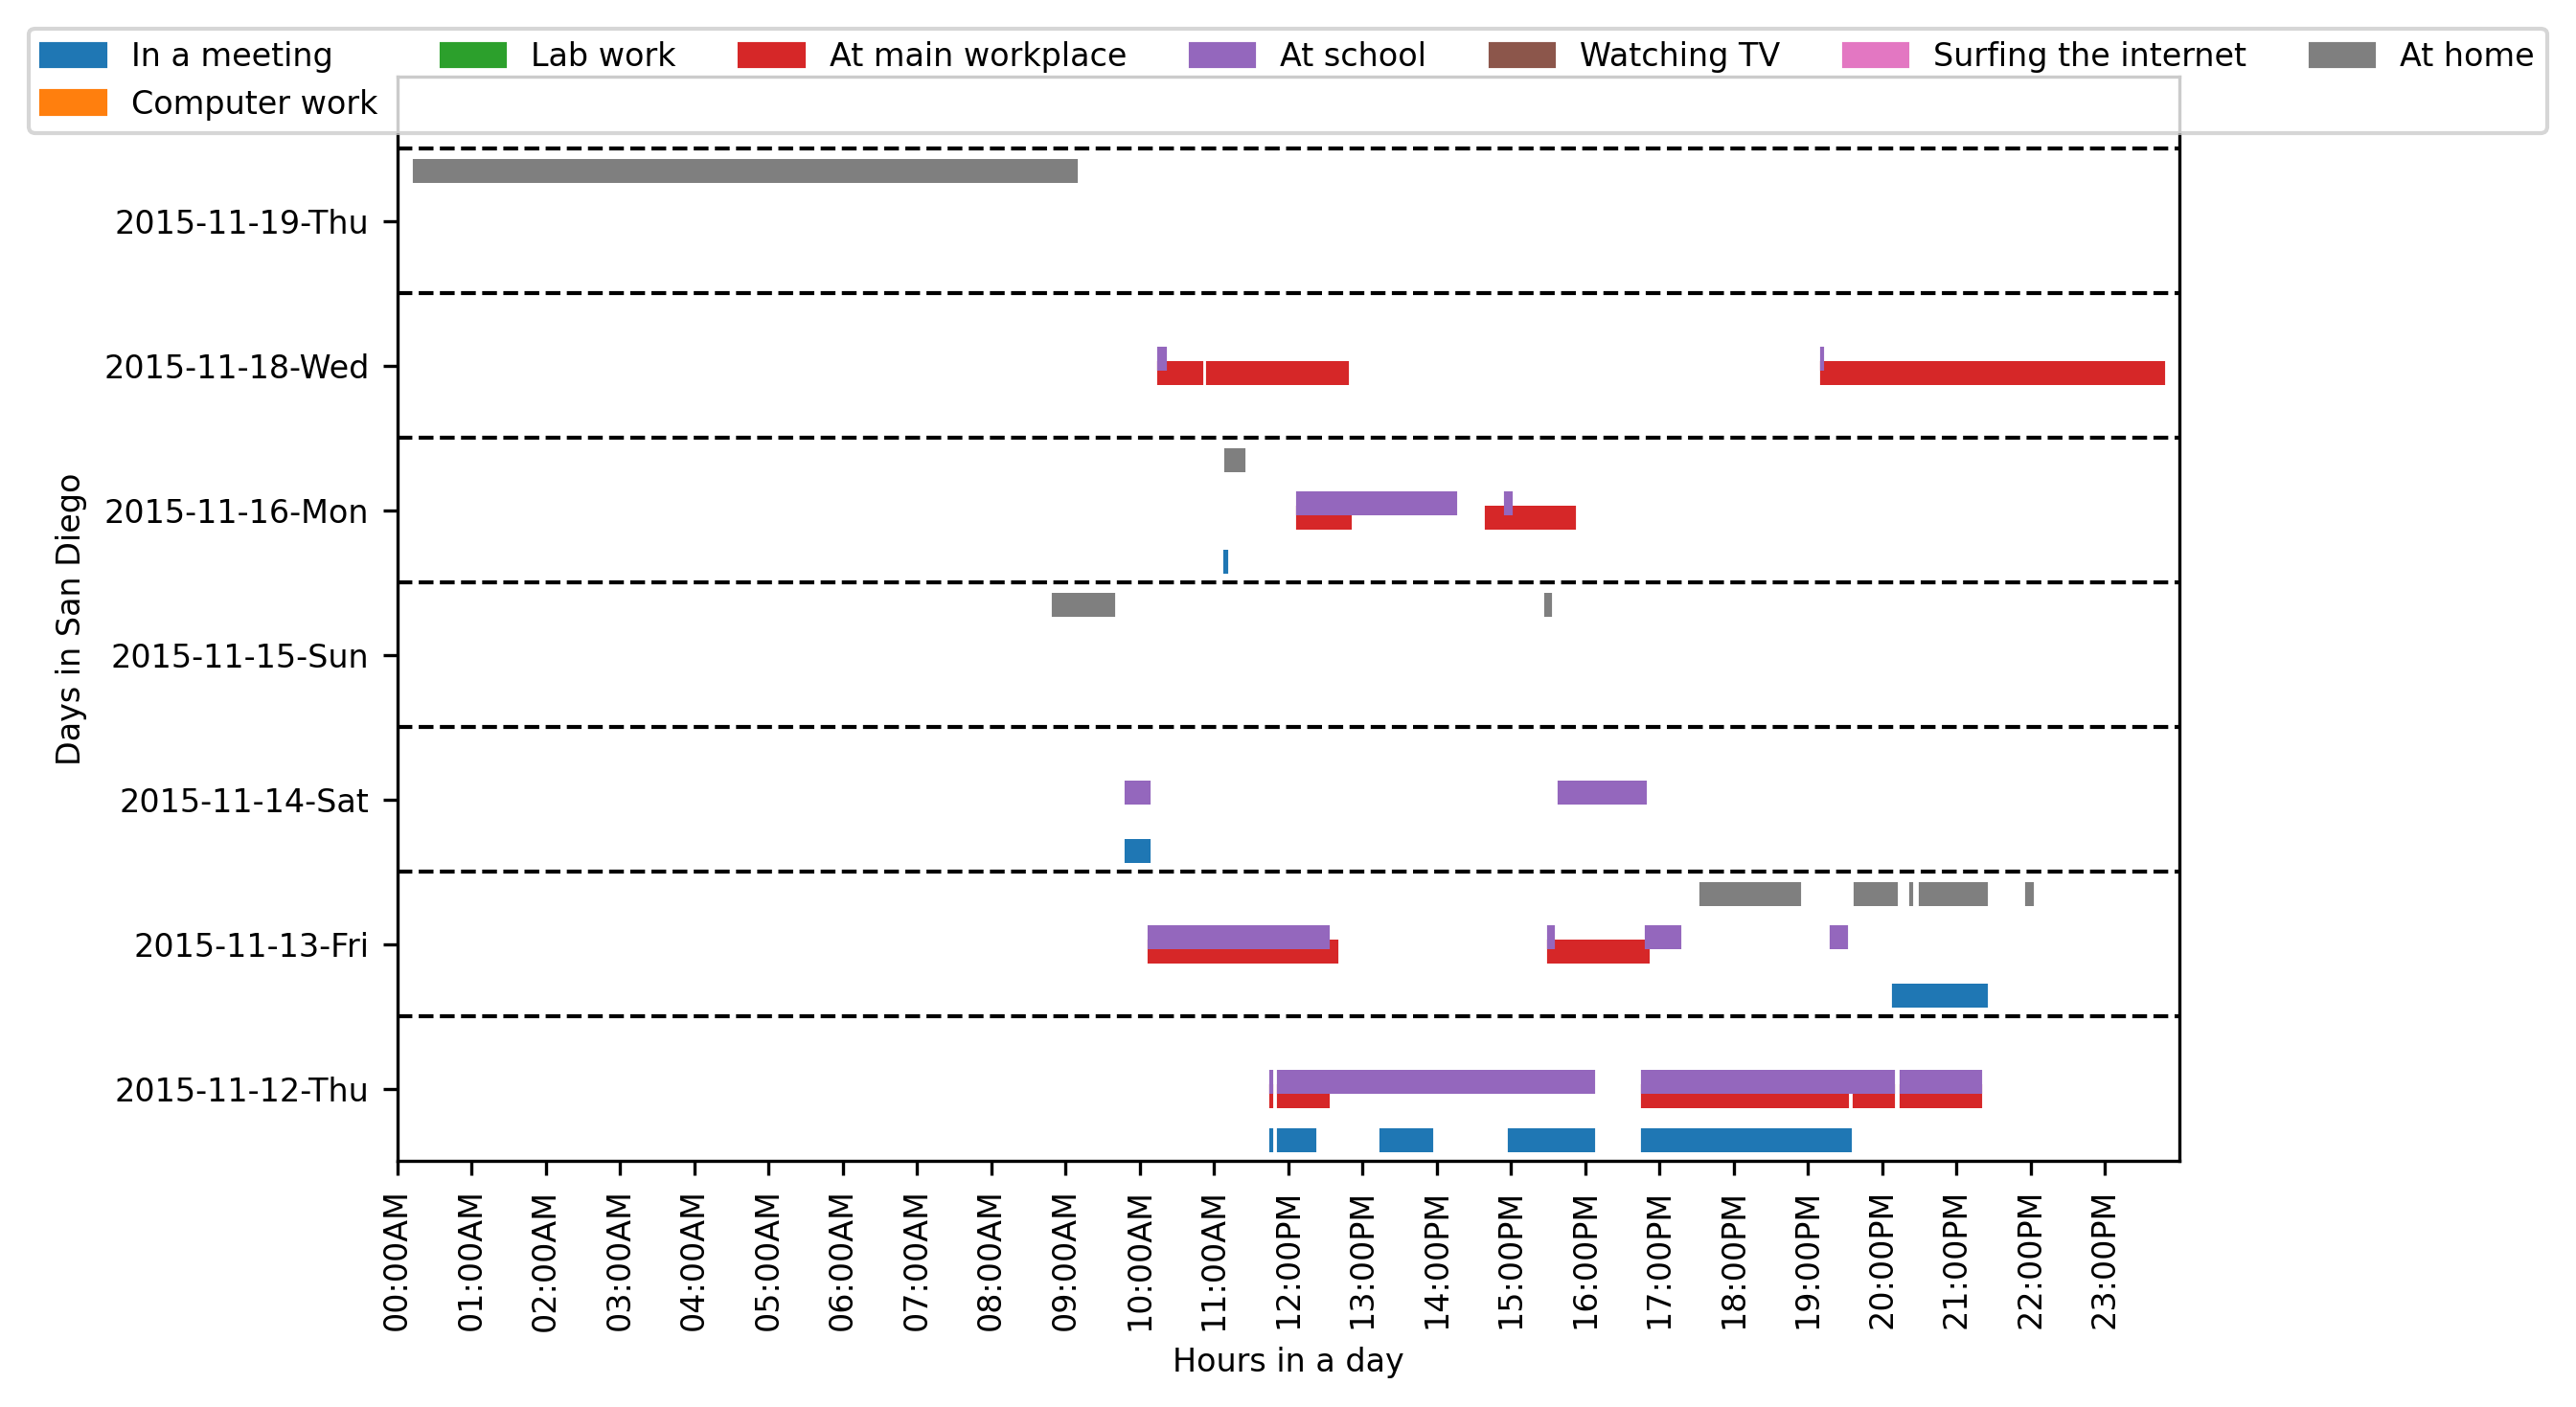 In a meeting Lab work At main workplace At school Watching TV Surfing the internet At home
Computer work
2015-11-19-Thu
2015-11-18-Wed
2015-11-16-Mon
2015-11-15-Sun
2015-11-14-Sat
2015-11-13-Fri
2015-11-12-Thu
Days in San Diego
00:00AM
01:00AM
02:00AM
03:00AM
04:00AM
05:00AM
06:00AM
07:00AM
08:00AM
09:00AM
10:00AM
11:00AM
12:00PM
13:00PM
14:00PM
15:00PM
16:00PM
17:00PM
18:00PM
19:00PM
20:00PM
21:00PM
22:00PM
23:00PM
Hours in a day